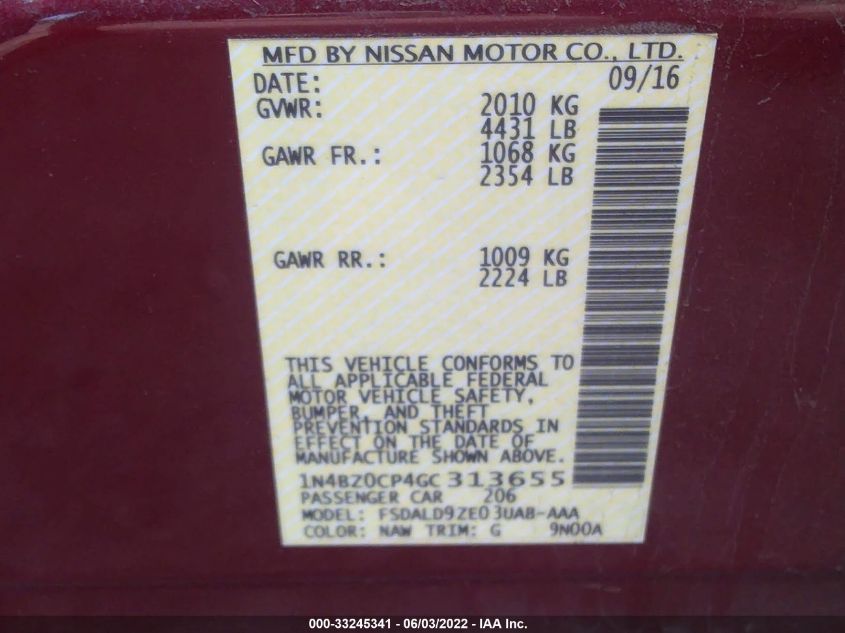 MFD BY NISSAN MOTOR CO., LTD.
DATE: 09/16
GVWR: 2010 KG
4431 LB
GAWR FR.: 1068 KG
2354 LB
GAWR RR.: 1009 KG
2224 LB
THIS VEHICLE CONFORMS TO
ALL APPLICABLE FEDERAL
MOTOR VEHICLE SAFETY,
BUMPER, AND THEFT
PREVENTION STANDARDS IN
EFFECT ON THE DATE OF
MANUFACTURE SHOWN ABOVE.
1N4BZ0CP4GC 313655
PASSENGER CAR 206
MODEL: FSDALD9ZE03UAB-AAA
COLOR: NAW TRIM: G 9N00A
000-33245341 - 06/03/2022 - IAA Inc.